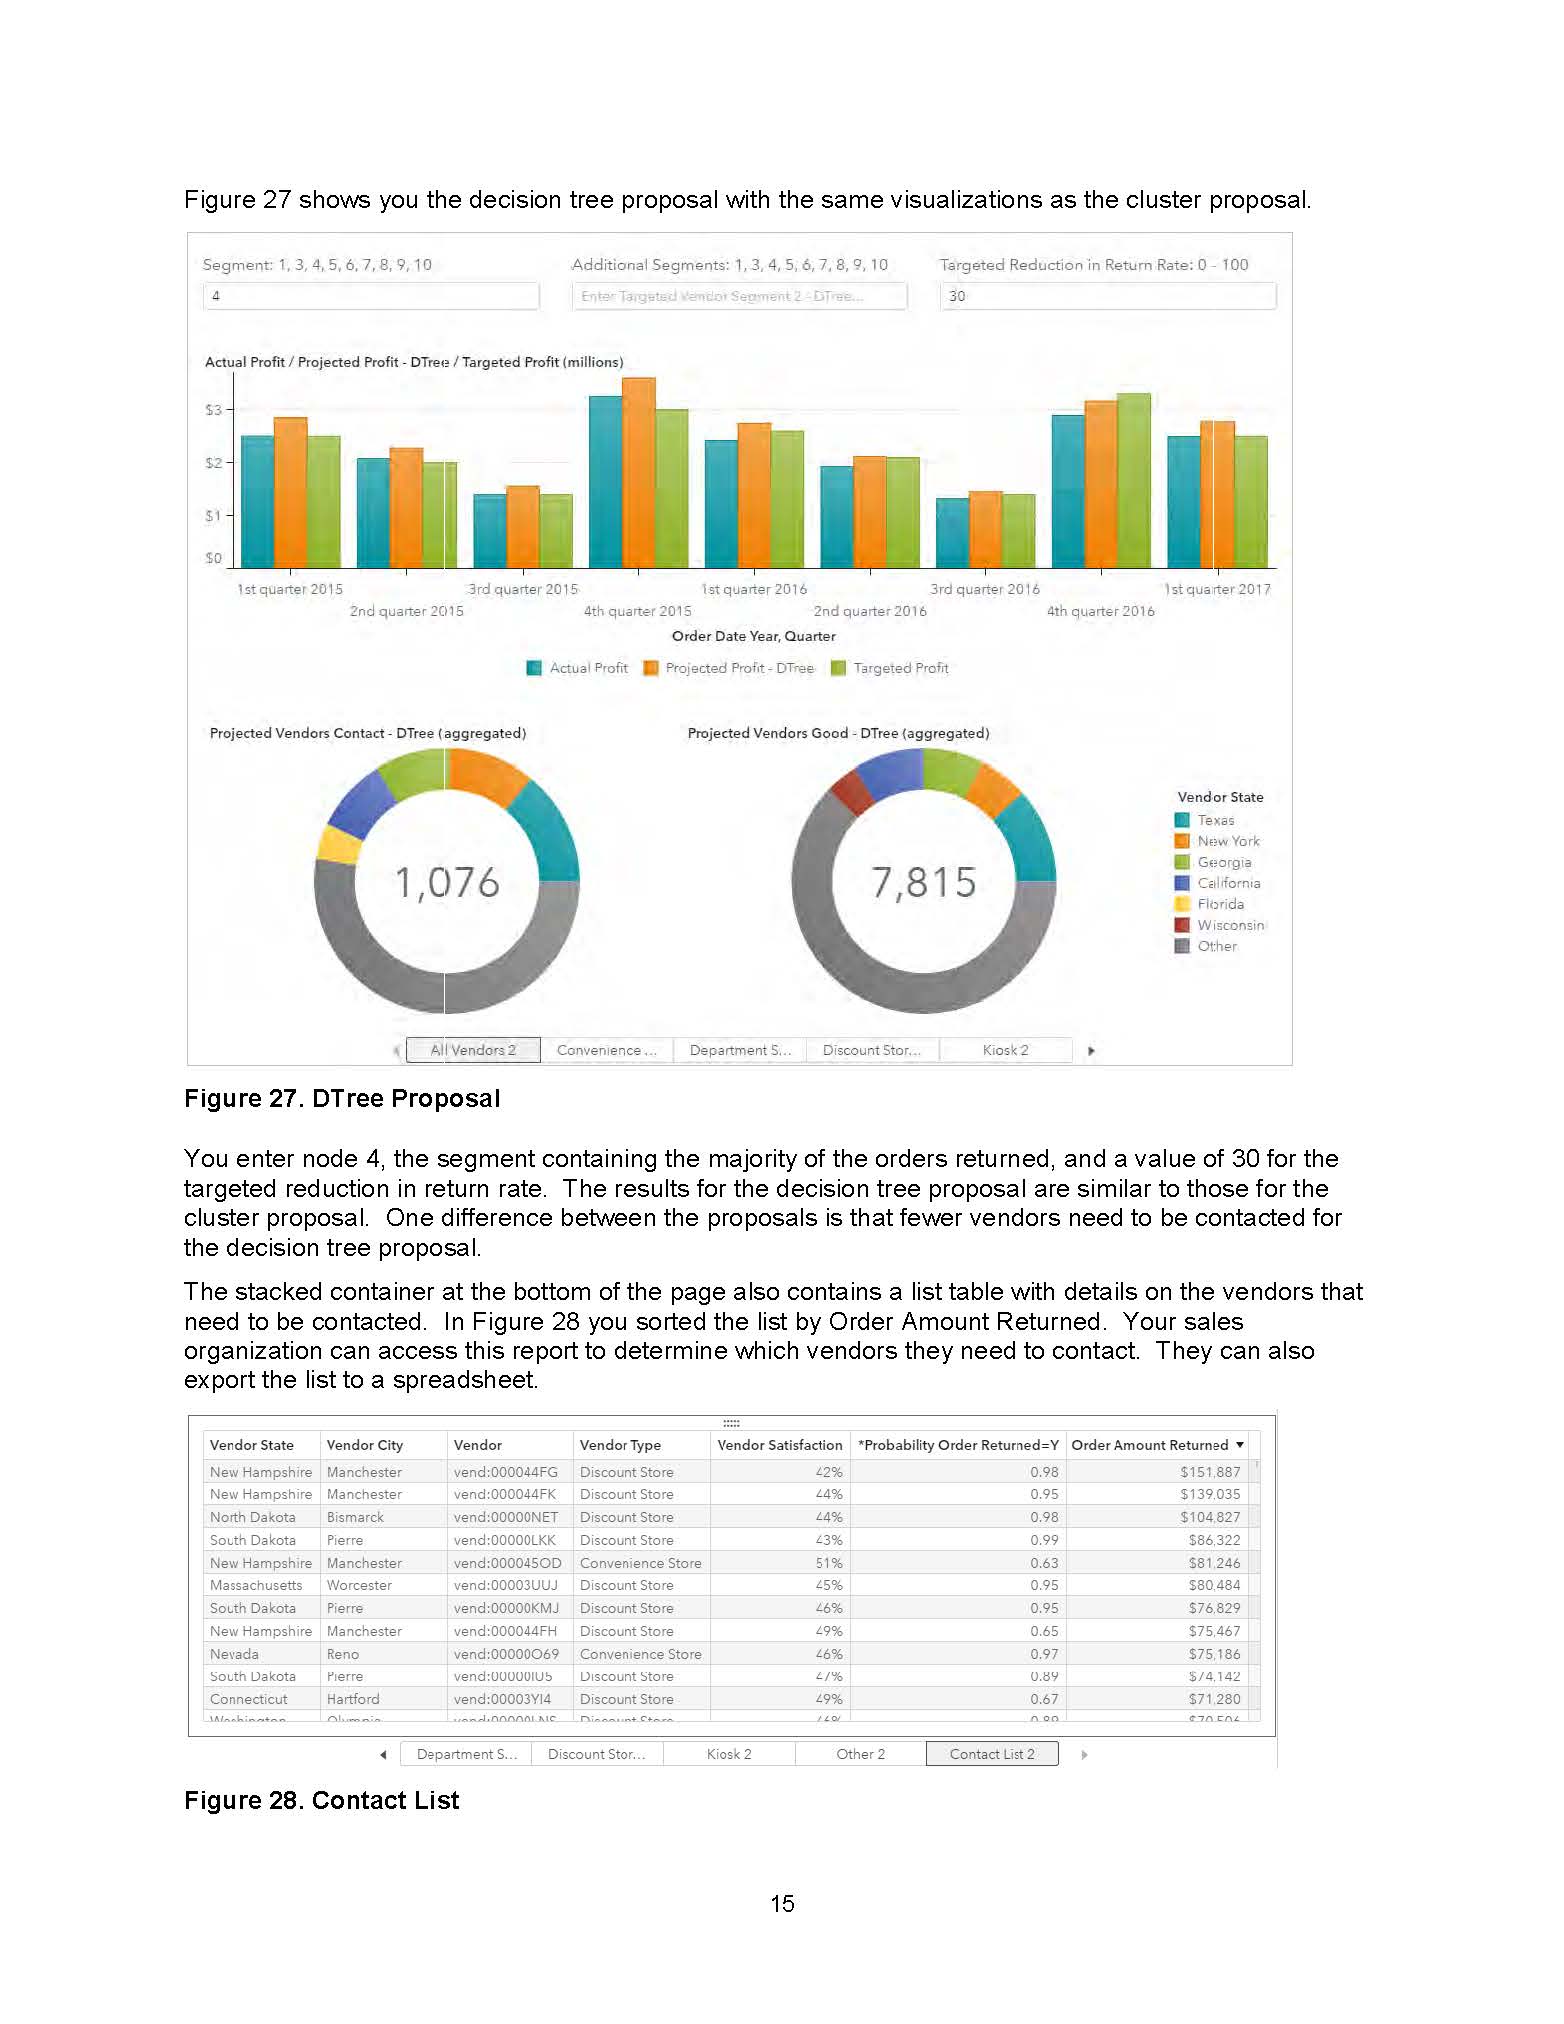 Figure 27 shows you the decision tree proposal with the same visualizations as the cluster proposal.
Segment: 1, 3, 4, 5, 6, 7, 8, 9, 10
Additional Segments: 1, 3, 4, 5, 6, 7, 8, 9, 10
Targeted Reduction in Return Rate: 0 - 100
4
Enter Targeted Vendor Segment 2 - DTree...
30
Actual Profit / Projected Profit - DTree / Targeted Profit (millions)
$3
$2
$1
$0
1st quarter 2015
2nd quarter 2015
3rd quarter 2015
4th quarter 2015
1st quarter 2016
2nd quarter 2016
3rd quarter 2016
4th quarter 2016
1st quarter 2017
Order Date Year, Quarter
Actual Profit Projected Profit - DTree Targeted Profit
Projected Vendors Contact - DTree (aggregated)
1,076
Projected Vendors Good - DTree (aggregated)
7,815
Vendor State
Texas
New York
Georgia
California
Florida
Wisconsin
Other
All Vendors 2 Convenience ... Department S... Discount Stor... Kiosk 2
Figure 27. DTree Proposal
You enter node 4, the segment containing the majority of the orders returned, and a value of 30 for the
targeted reduction in return rate. The results for the decision tree proposal are similar to those for the
cluster proposal. One difference between the proposals is that fewer vendors need to be contacted for
the decision tree proposal.
The stacked container at the bottom of the page also contains a list table with details on the vendors that
need to be contacted. In Figure 28 you sorted the list by Order Amount Returned. Your sales
organization can access this report to determine which vendors they need to contact. They can also
export the list to a spreadsheet.
Vendor State Vendor City Vendor Vendor Type Vendor Satisfaction *Probability Order Returned=Y Order Amount Returned ▼
New Hampshire Manchester vend:000044FG Discount Store 42% 0.98 $151,887
New Hampshire Manchester vend:000044FK Discount Store 44% 0.95 $139,035
North Dakota Bismarck vend:00000NET Discount Store 44% 0.98 $104,827
South Dakota Pierre vend:00000LKK Discount Store 43% 0.99 $86,322
New Hampshire Manchester vend:000045OD Convenience Store 51% 0.63 $81,246
Massachusetts Worcester vend:00003UUJ Discount Store 45% 0.95 $80,484
South Dakota Pierre vend:00000KMJ Discount Store 46% 0.95 $76,829
New Hampshire Manchester vend:000044FH Discount Store 49% 0.65 $75,467
Nevada Reno vend:00000O69 Convenience Store 46% 0.97 $75,186
South Dakota Pierre vend:00000IU5 Discount Store 47% 0.89 $74,142
Connecticut Hartford vend:00003YI4 Discount Store 49% 0.67 $71,280
Washington Olympia Discount Store
Department S... Discount Stor... Kiosk 2 Other 2 Contact List 2
Figure 28. Contact List
15